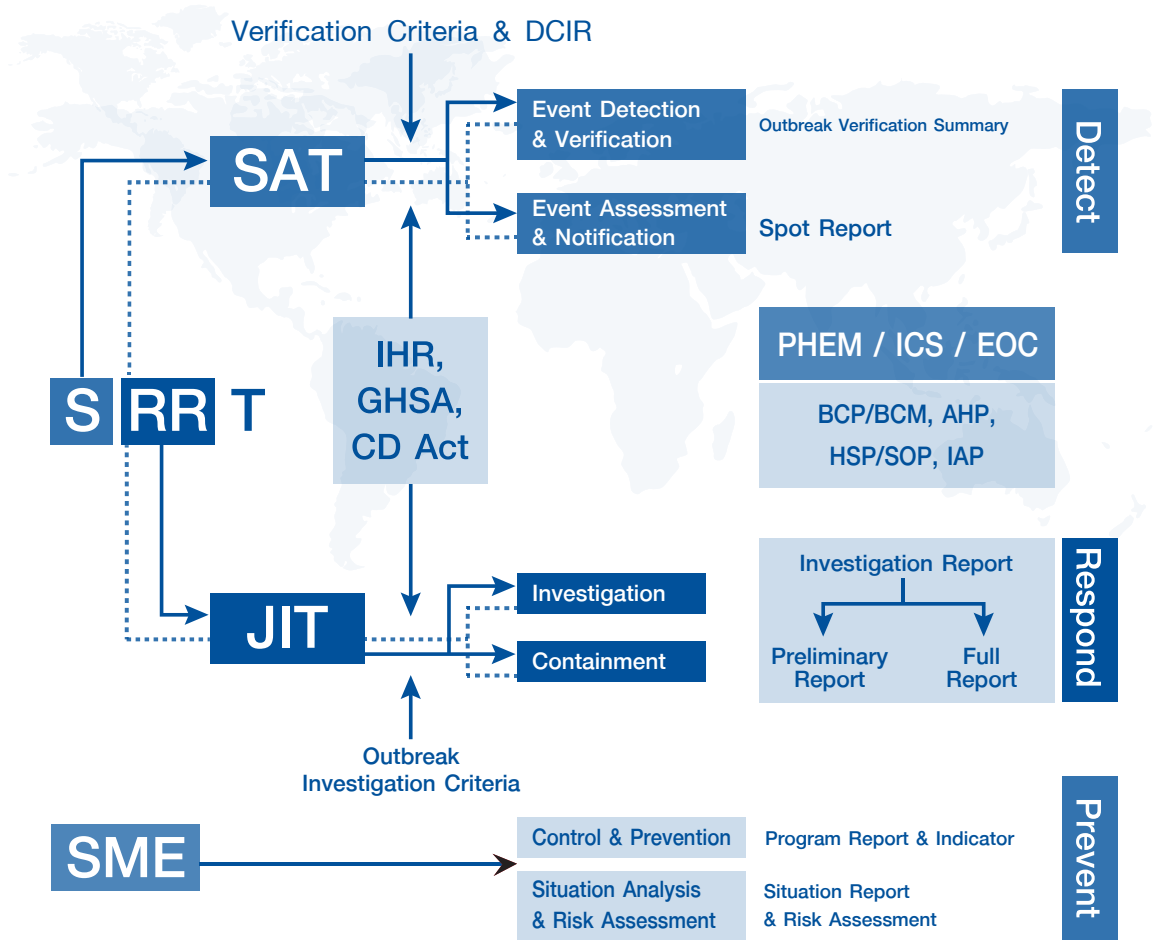 Verification Criteria & DCIR
SAT
Event Detection
& Verification
Outbreak Verification Summary
Event Assessment
& Notification
Spot Report
Detect
S RR T
IHR,
GHSA,
CD Act
PHEM / ICS / EOC
BCP/BCM, AHP,
HSP/SOP, IAP
JIT
Investigation
Containment
Investigation Report
Preliminary
Report
Full
Report
Respond
Outbreak
Investigation Criteria
SME
Control & Prevention
Program Report & Indicator
Situation Analysis
& Risk Assessment
Situation Report
& Risk Assessment
Prevent